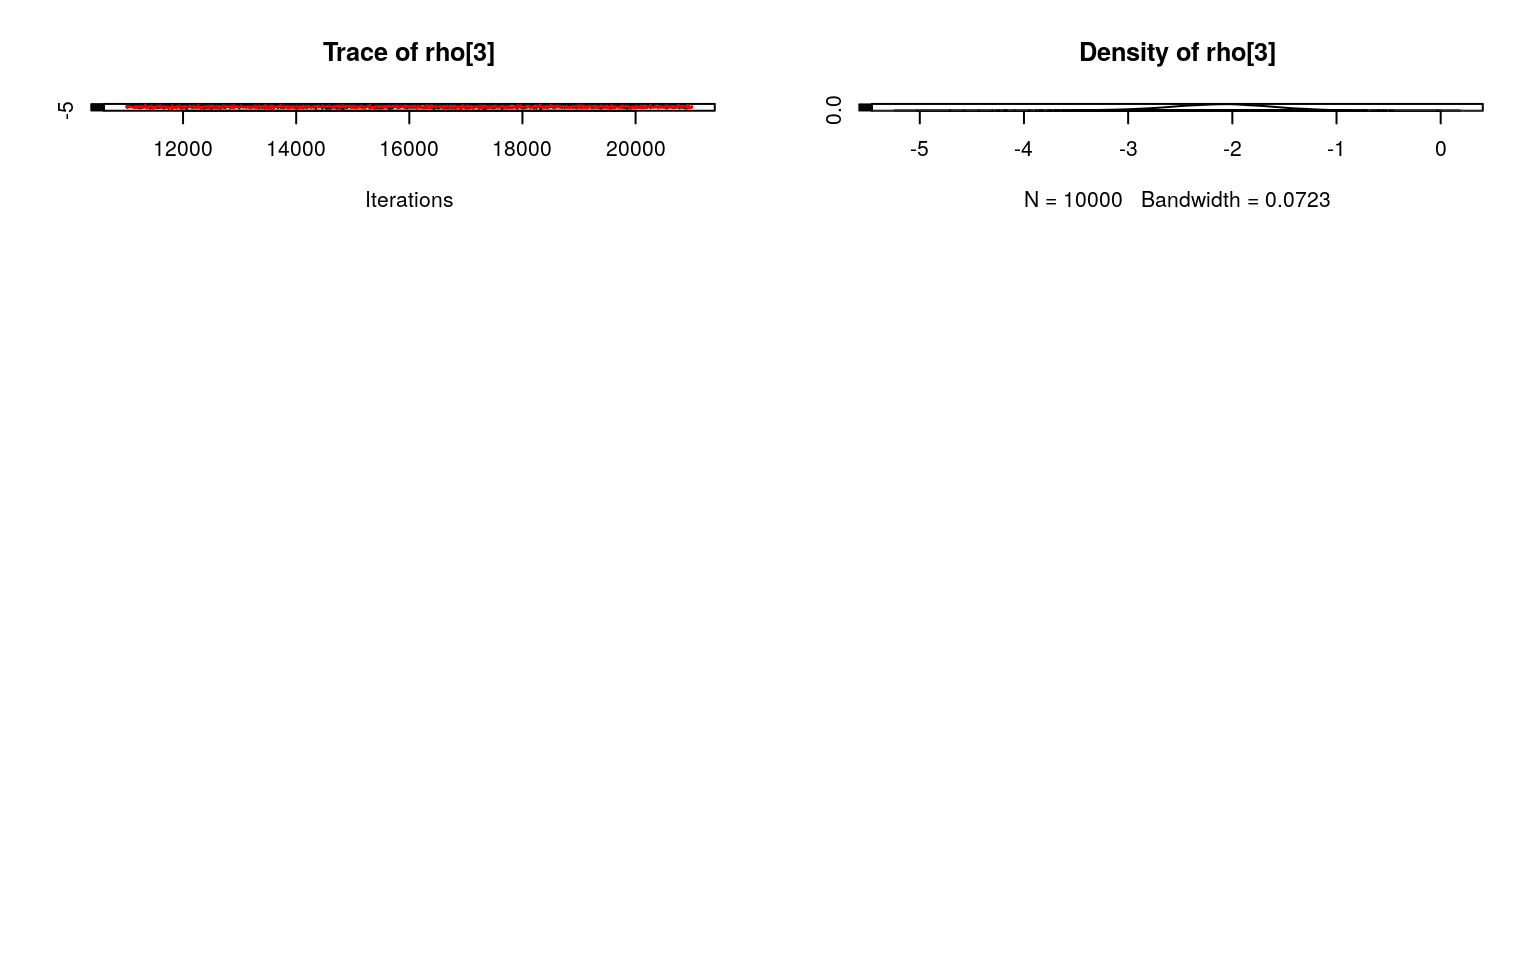 Trace of rho[3]
-5
12000 14000 16000 18000 20000
Iterations
Density of rho[3]
0.0
-5 -4 -3 -2 -1 0
N = 10000 Bandwidth = 0.0723